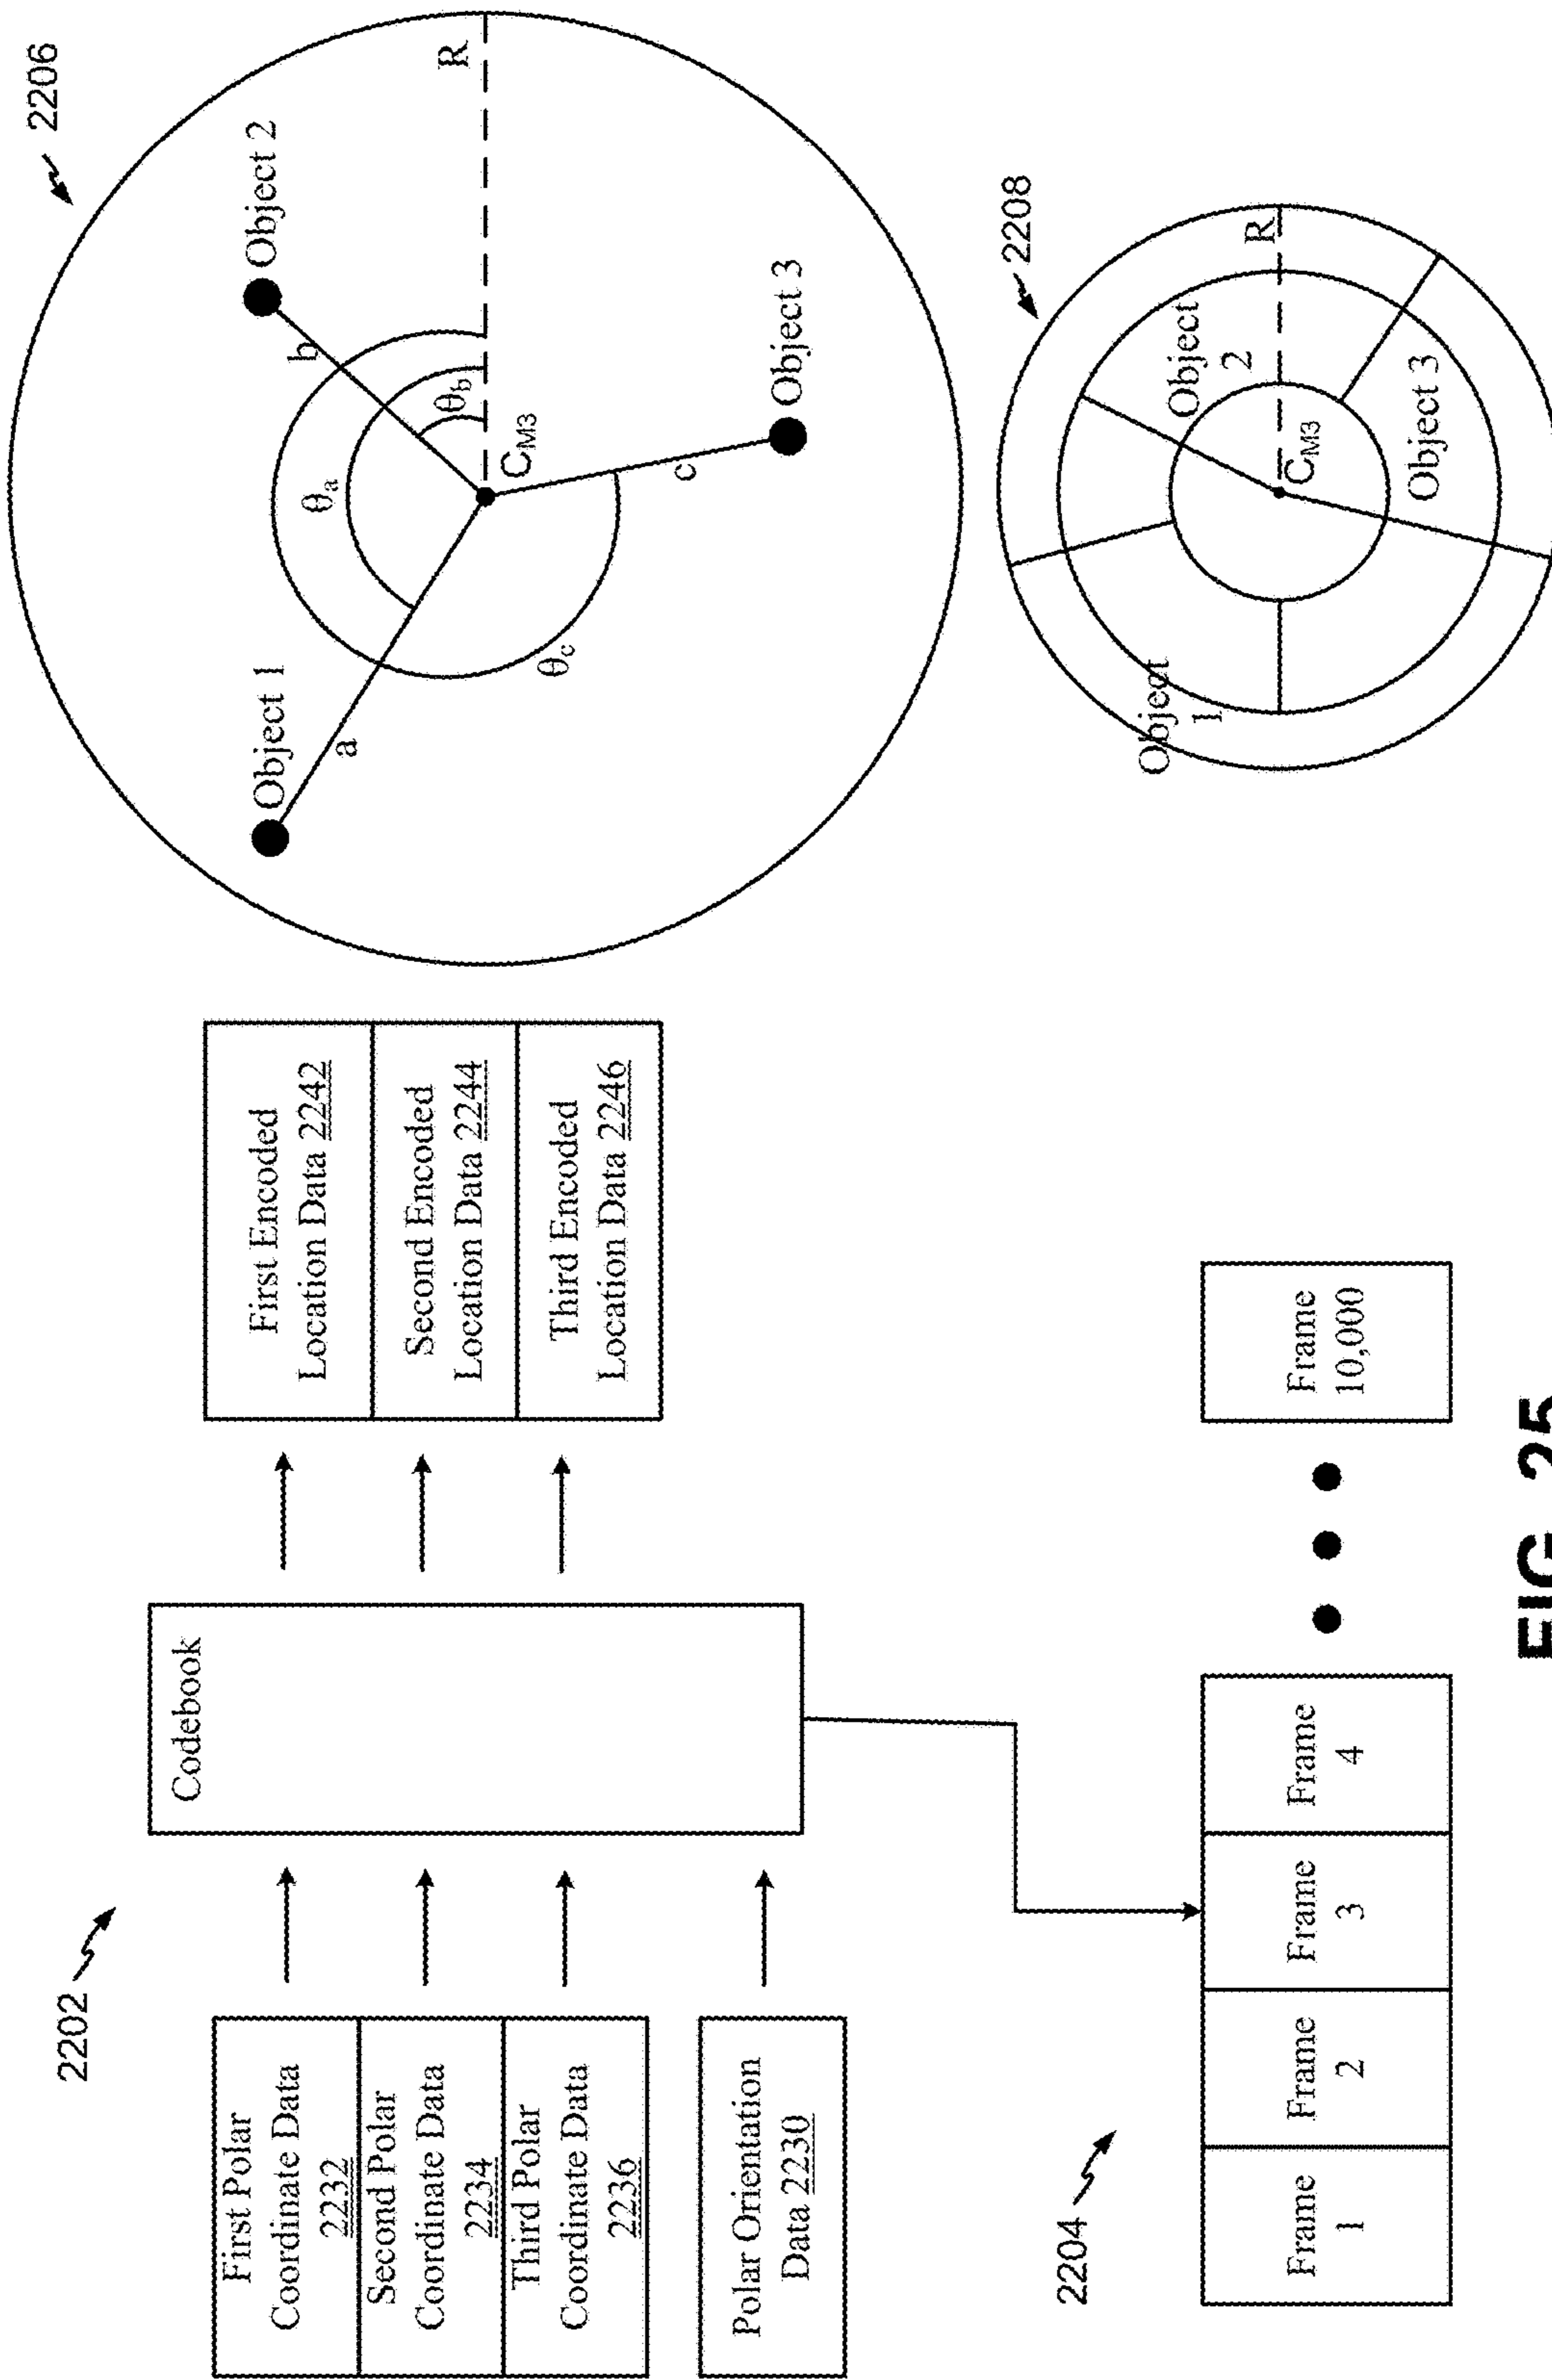 2202
First Polar
Coordinate Data
2232
Second Polar
Coordinate Data
2234
Third Polar
Coordinate Data
2236
Polar Orientation
Data 2230
Codebook
First Encoded
Location Data 2242
Second Encoded
Location Data 2244
Third Encoded
Location Data 2246
2204
Frame
1
Frame
2
Frame
3
Frame
4
Frame
10,000
2206
Object 1
Object 2
Object 3
a
b
c
θa
θb
θc
CM3
R
2208
Object
1
Object
2
Object 3
CM3
R
FIG. 25